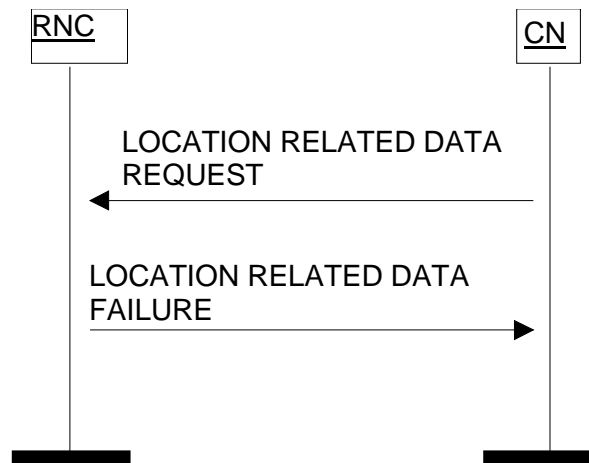 RNC
CN
LOCATION RELATED DATA
REQUEST
LOCATION RELATED DATA
FAILURE